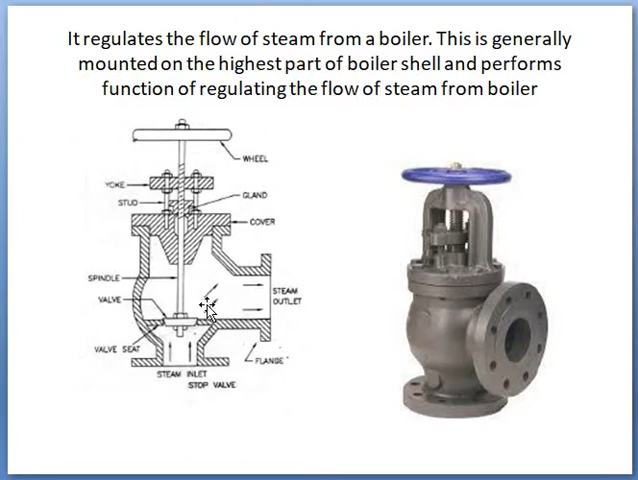 It regulates the flow of steam from a boiler. This is generally
mounted on the highest part of boiler shell and performs
function of regulating the flow of steam from boiler
WHEEL
YOKE
GLAND
STUD
COVER
SPINDLE
STEAM
OUTLET
VALVE
VALVE SEAT
FLANGE
STEAM INLET
STOP VALVE